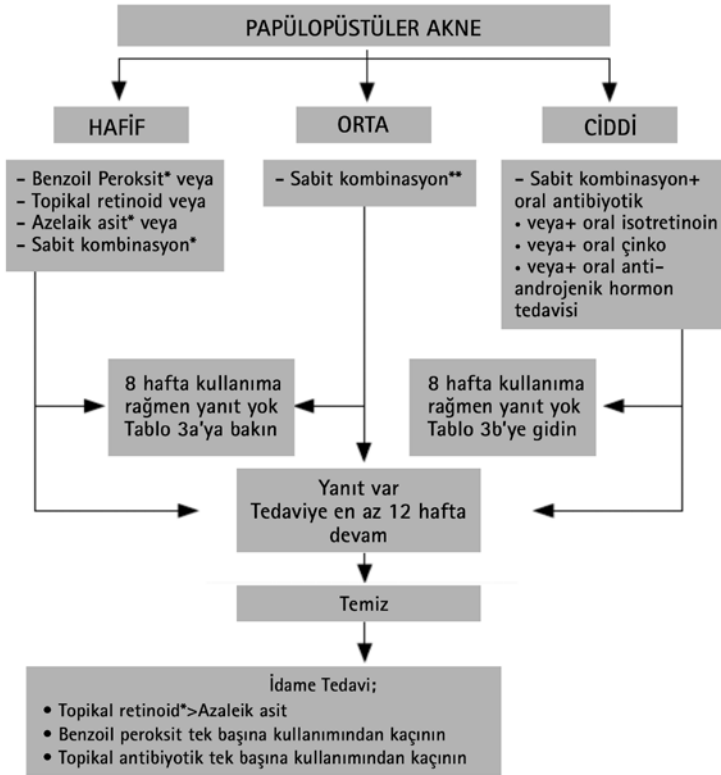 PAPÜLOPÜSTÜLER AKNE
HAFİF
ORTA
CİDDİ
– Benzoil Peroksit* veya
– Topikal retinoid veya
– Azelaik asit* veya
– Sabit kombinasyon*
– Sabit kombinasyon**
– Sabit kombinasyon+
oral antibiyotik
• veya+ oral isotretinoin
• veya+ oral çinko
• veya+ oral anti-
androjenik hormon
tedavisi
8 hafta kullanıma
rağmen yanıt yok
Tablo 3a'ya bakın
8 hafta kullanıma
rağmen yanıt yok
Tablo 3b'ye gidin
Yanıt var
Tedaviye en az 12 hafta
devam
Temiz
İdame Tedavi;
• Topikal retinoid*>Azaleik asit
• Benzoil peroksit tek başına kullanımından kaçının
• Topikal antibiyotik tek başına kullanımından kaçının